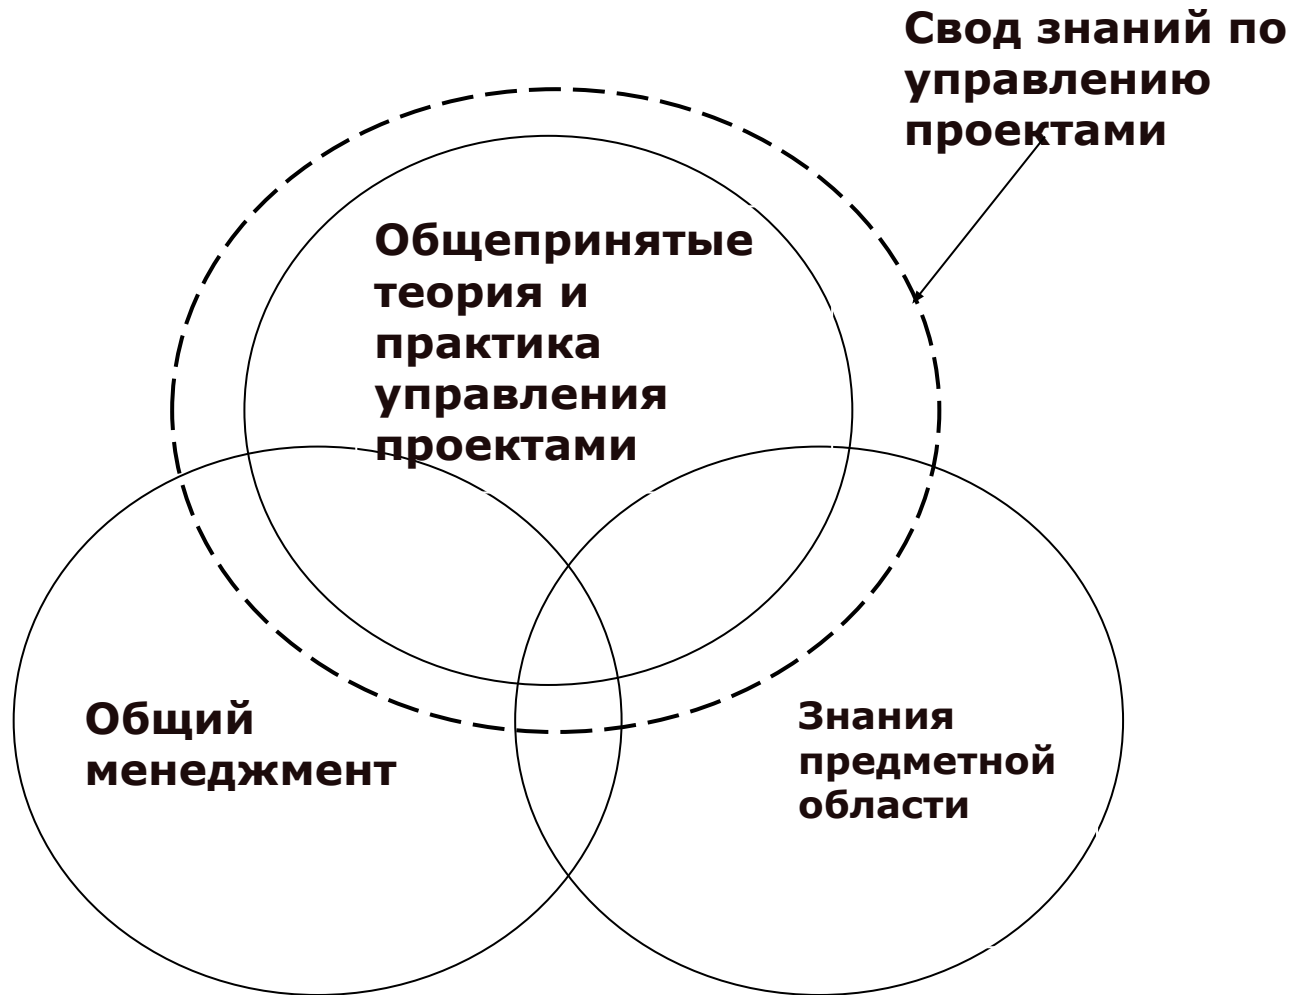 Свод знаний по
управлению
проектами
Общепринятые
теория и
практика
управления
проектами
Общий
менеджмент
Знания
предметной
области